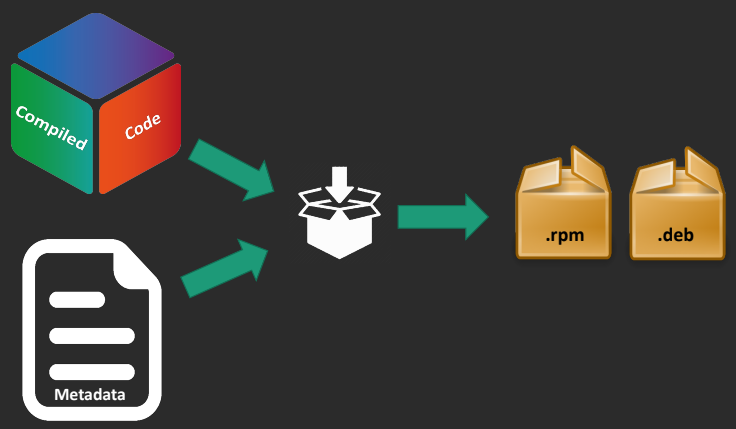 Compiled
Code
.rpm
.deb
Metadata